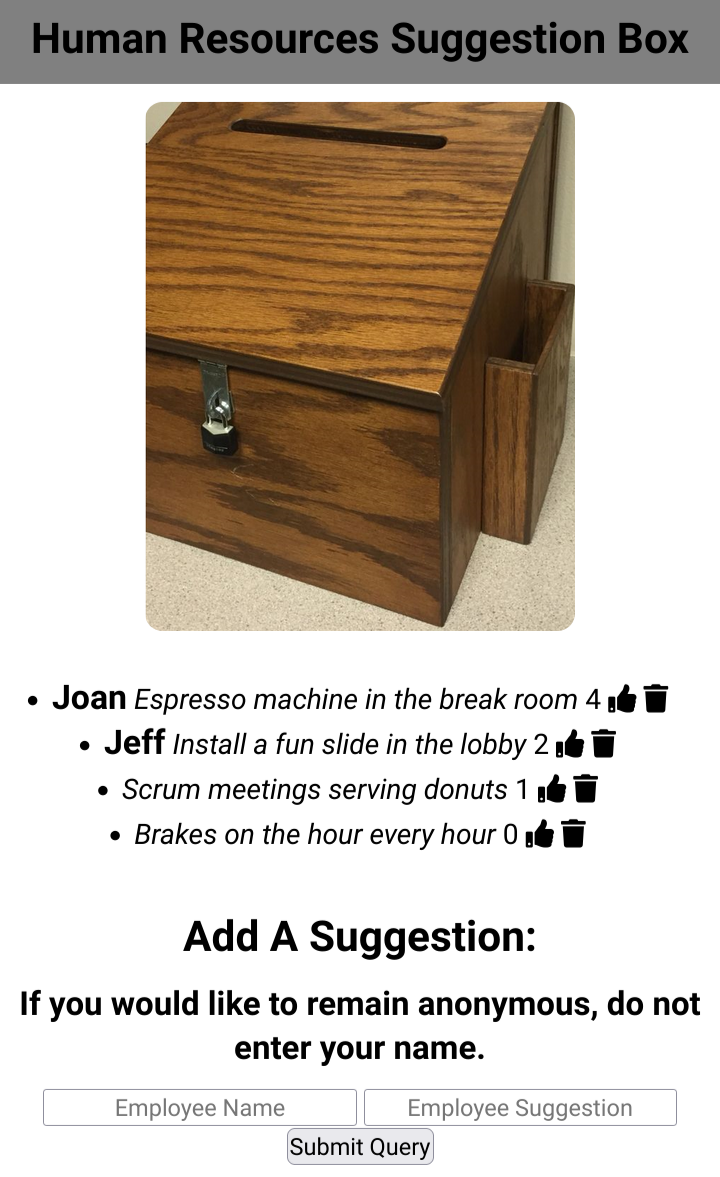 Human Resources Suggestion Box
Joan Espresso machine in the break room 4
Jeff Install a fun slide in the lobby 2
Scrum meetings serving donuts 1
Brakes on the hour every hour 0
Add A Suggestion:
If you would like to remain anonymous, do not
enter your name.
Employee Name Employee Suggestion
Submit Query